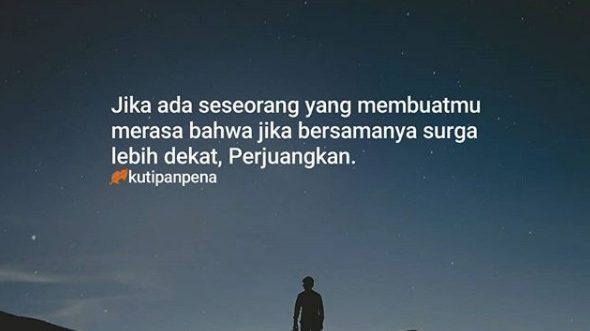 Jika ada seseorang yang membuatmu
merasa bahwa jika bersamanya surga
lebih dekat, Perjuangkan.
kutipanpena